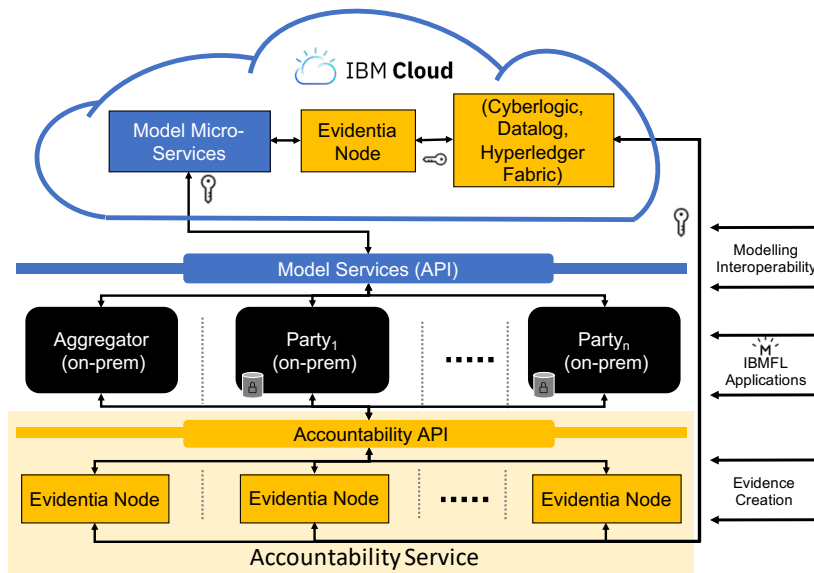 IBM Cloud
Model Micro-
Services
Evidentia
Node
(Cyberlogic,
Datalog,
Hyperledger
Fabric)
Modelling
Interoperability
Model Services (API)
Aggregator
(on-prem)
Party1
(on-prem)
Partyn
(on-prem)
M
IBMFL
Applications
Accountability API
Evidentia Node
Evidentia Node
Evidentia Node
Evidence
Creation
Accountability Service